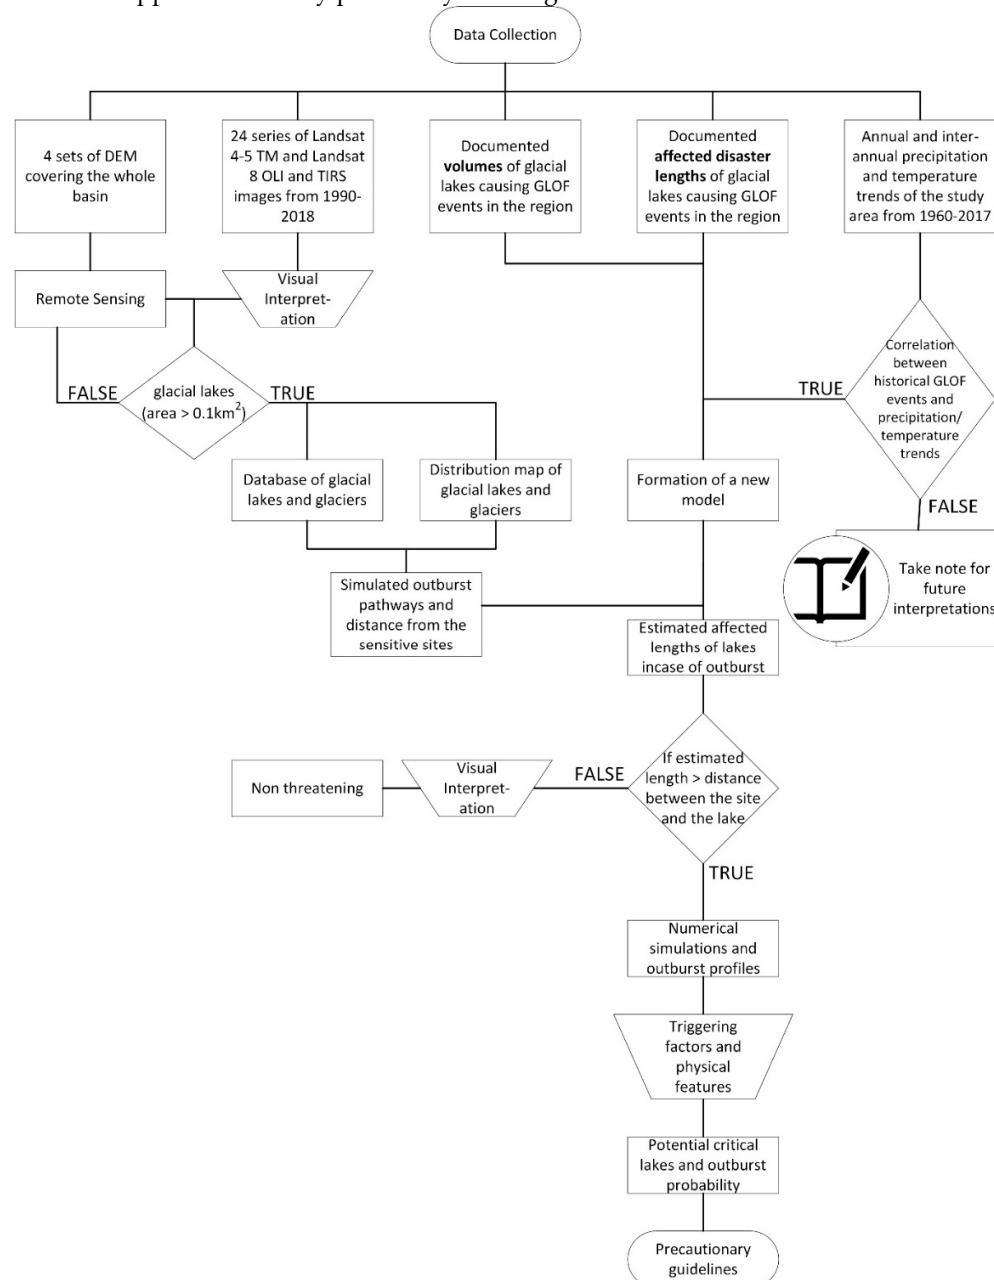 Data Collection
4 sets of DEM
covering the whole
basin
24 series of Landsat
4-5 TM and Landsat
8 OLI and TIRS
images from 1990-
2018
Documented
volumes of glacial
lakes causing GLOF
events in the region
Documented
affected disaster
lengths of glacial
lakes causing GLOF
events in the region
Annual and inter-
annual precipitation
and temperature
trends of the study
area from 1960-2017
Remote Sensing
Visual
Interpret-
ation
FALSE
glacial lakes
(area > 0.1km²)
TRUE
TRUE
Correlation
between
historical GLOF
events and
precipitation/
temperature
trends
FALSE
Database of glacial
lakes and glaciers
Distribution map of
glacial lakes and
glaciers
Formation of a new
model
Take note for
future
interpretations
Simulated outburst
pathways and
distance from the
sensitive sites
Estimated affected
lengths of lakes
incase of outburst
Non threatening
Visual
Interpret-
ation
FALSE
If estimated
length > distance
between the site
and the lake
TRUE
Numerical
simulations and
outburst profiles
Triggering
factors and
physical
features
Potential critical
lakes and outburst
probability
Precautionary
guidelines